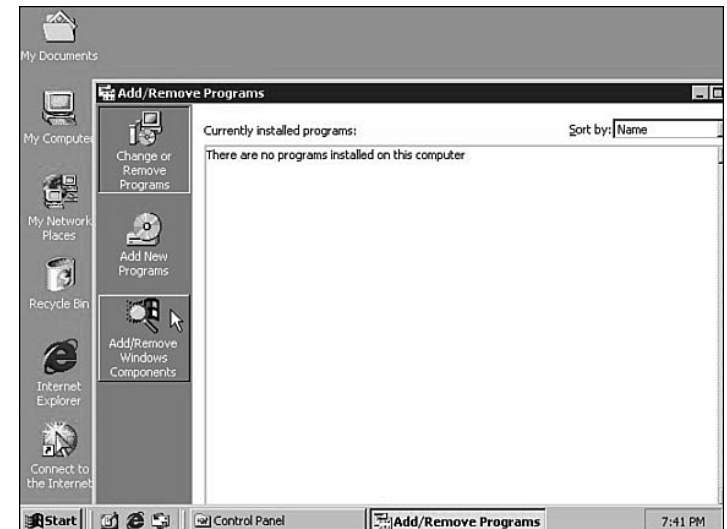 My Documents
My Computer
My Network
Places
Recycle Bin
Internet
Explorer
Connect to
the Internet
Add/Remove Programs
Change or
Remove
Programs
Add New
Programs
Add/Remove
Windows
Components
Currently installed programs:
Sort by: Name
There are no programs installed on this computer
Start
Control Panel
Add/Remove Programs
7:41 PM